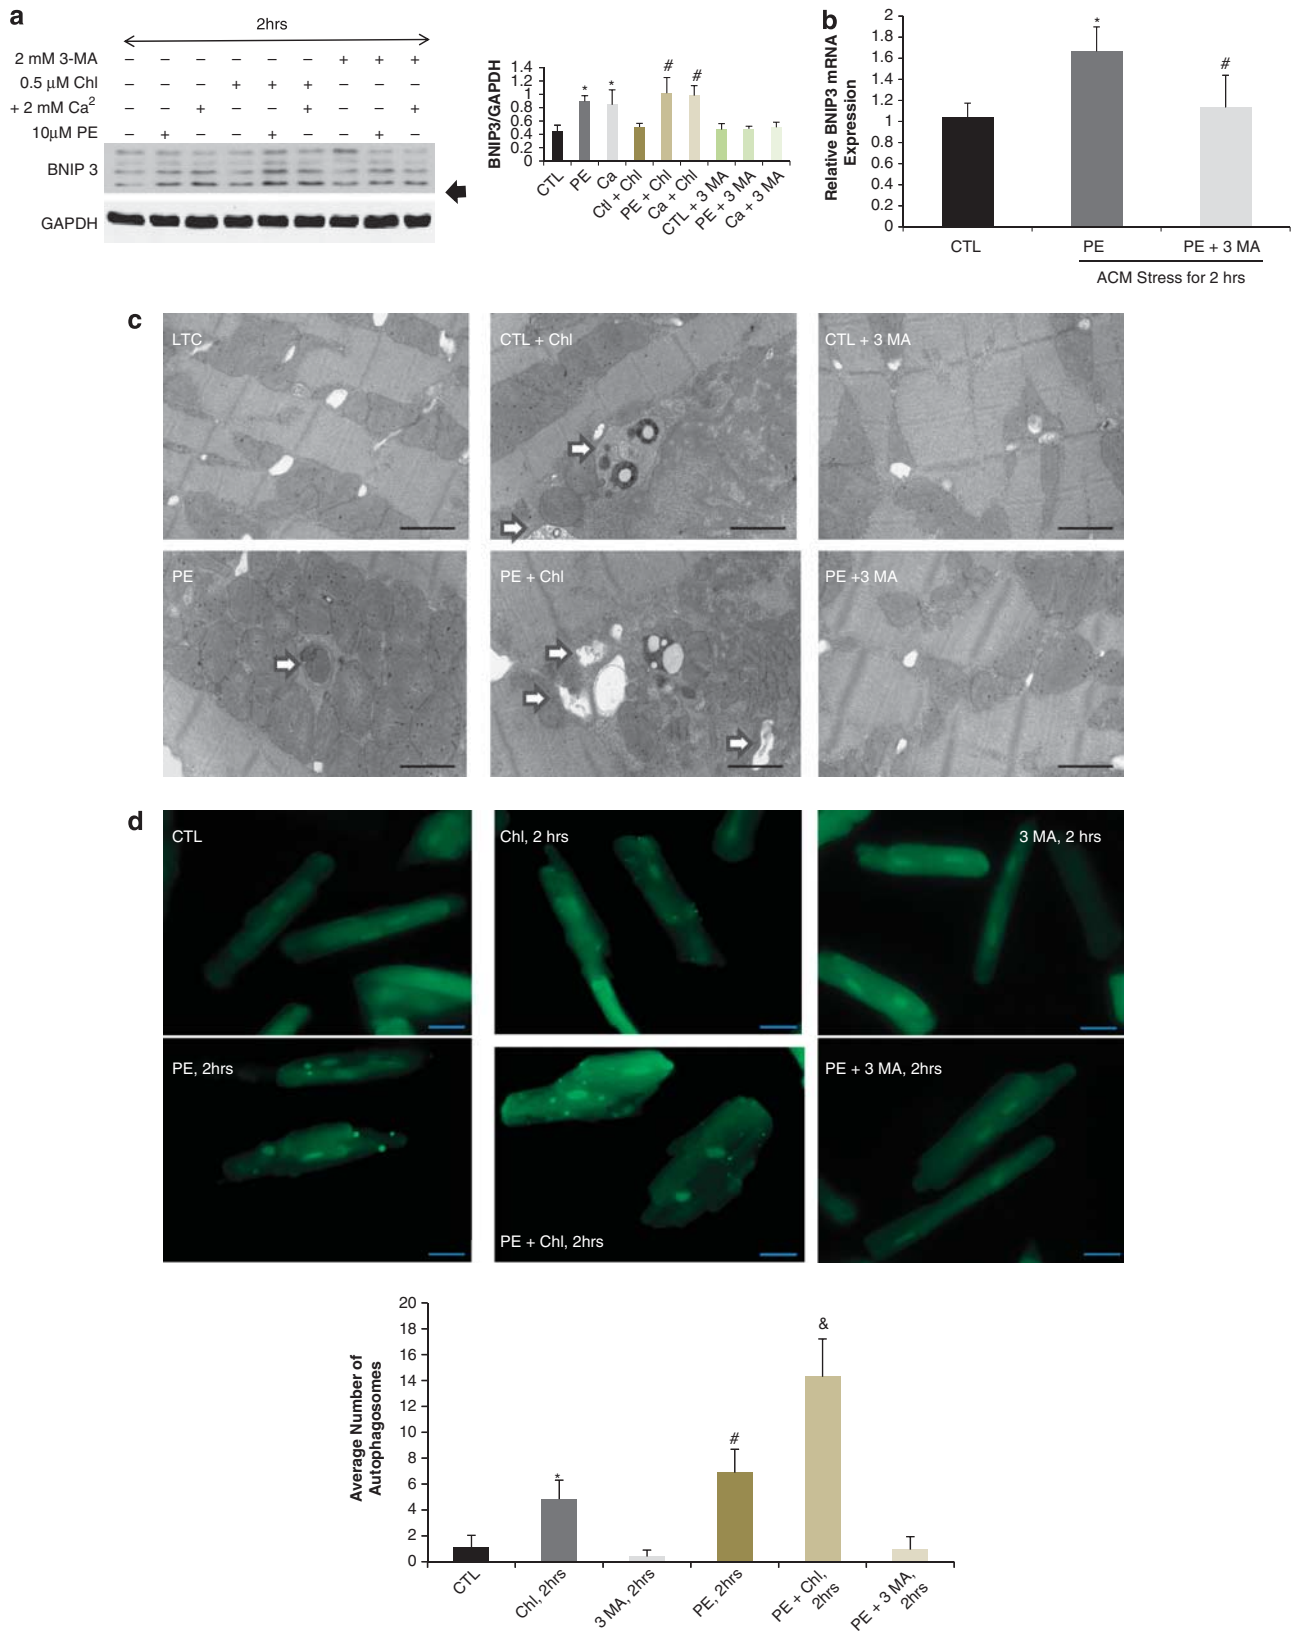 a
2hrs
2 mM 3-MA – – – – – – + + +
0.5 μM Chl – – – + + + – – –
+ 2 mM Ca2 – – + – – + – – +
10μM PE – + – – + – – + –
BNIP 3
GAPDH
BNIP3/GAPDH
1.4
1.2
1
0.8
0.6
0.4
0.2
0
* * # #
CTL
PE
Ca
Ctl + Chl
PE + Chl
Ca + Chl
CTL + 3 MA
PE + 3 MA
Ca + 3 MA
b
Relative BNIP3 mRNA
Expression
2
1.8
1.6
1.4
1.2
1
0.8
0.6
0.4
0.2
0
*
#
CTL PE PE + 3 MA
ACM Stress for 2 hrs
c
LTC
CTL + Chl
CTL + 3 MA
PE
PE + Chl
PE +3 MA
d
CTL
Chl, 2 hrs
3 MA, 2 hrs
PE, 2hrs
PE + Chl, 2hrs
PE + 3 MA, 2hrs
Average Number of
Autophagosomes
20
18
16
14
12
10
8
6
4
2
0
*
#
&
CTL
Chl, 2hrs
3 MA, 2hrs
PE, 2hrs
PE + Chl,
2hrs
PE + 3 MA,
2hrs